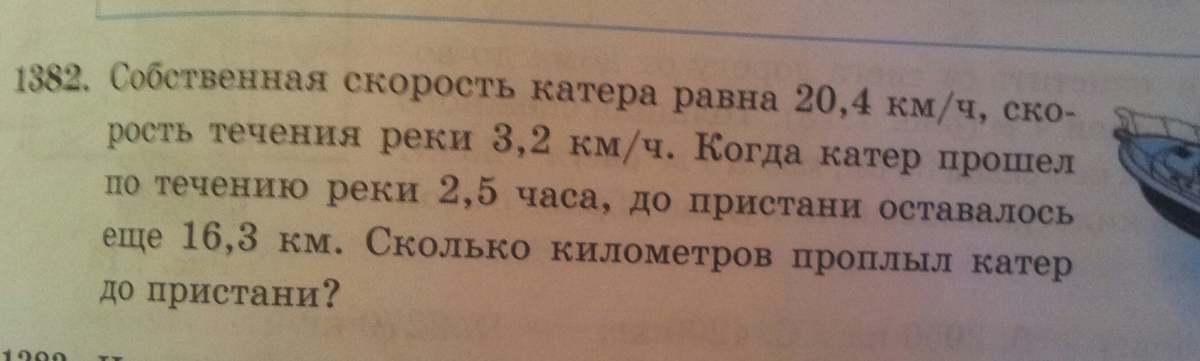 1382. Собственная скорость катера равна 20,4 км/ч, ско-
рость течения реки 3,2 км/ч. Когда катер прошел
по течению реки 2,5 часа, до пристани оставалось
еще 16,3 км. Сколько километров проплыл катер
до пристани?